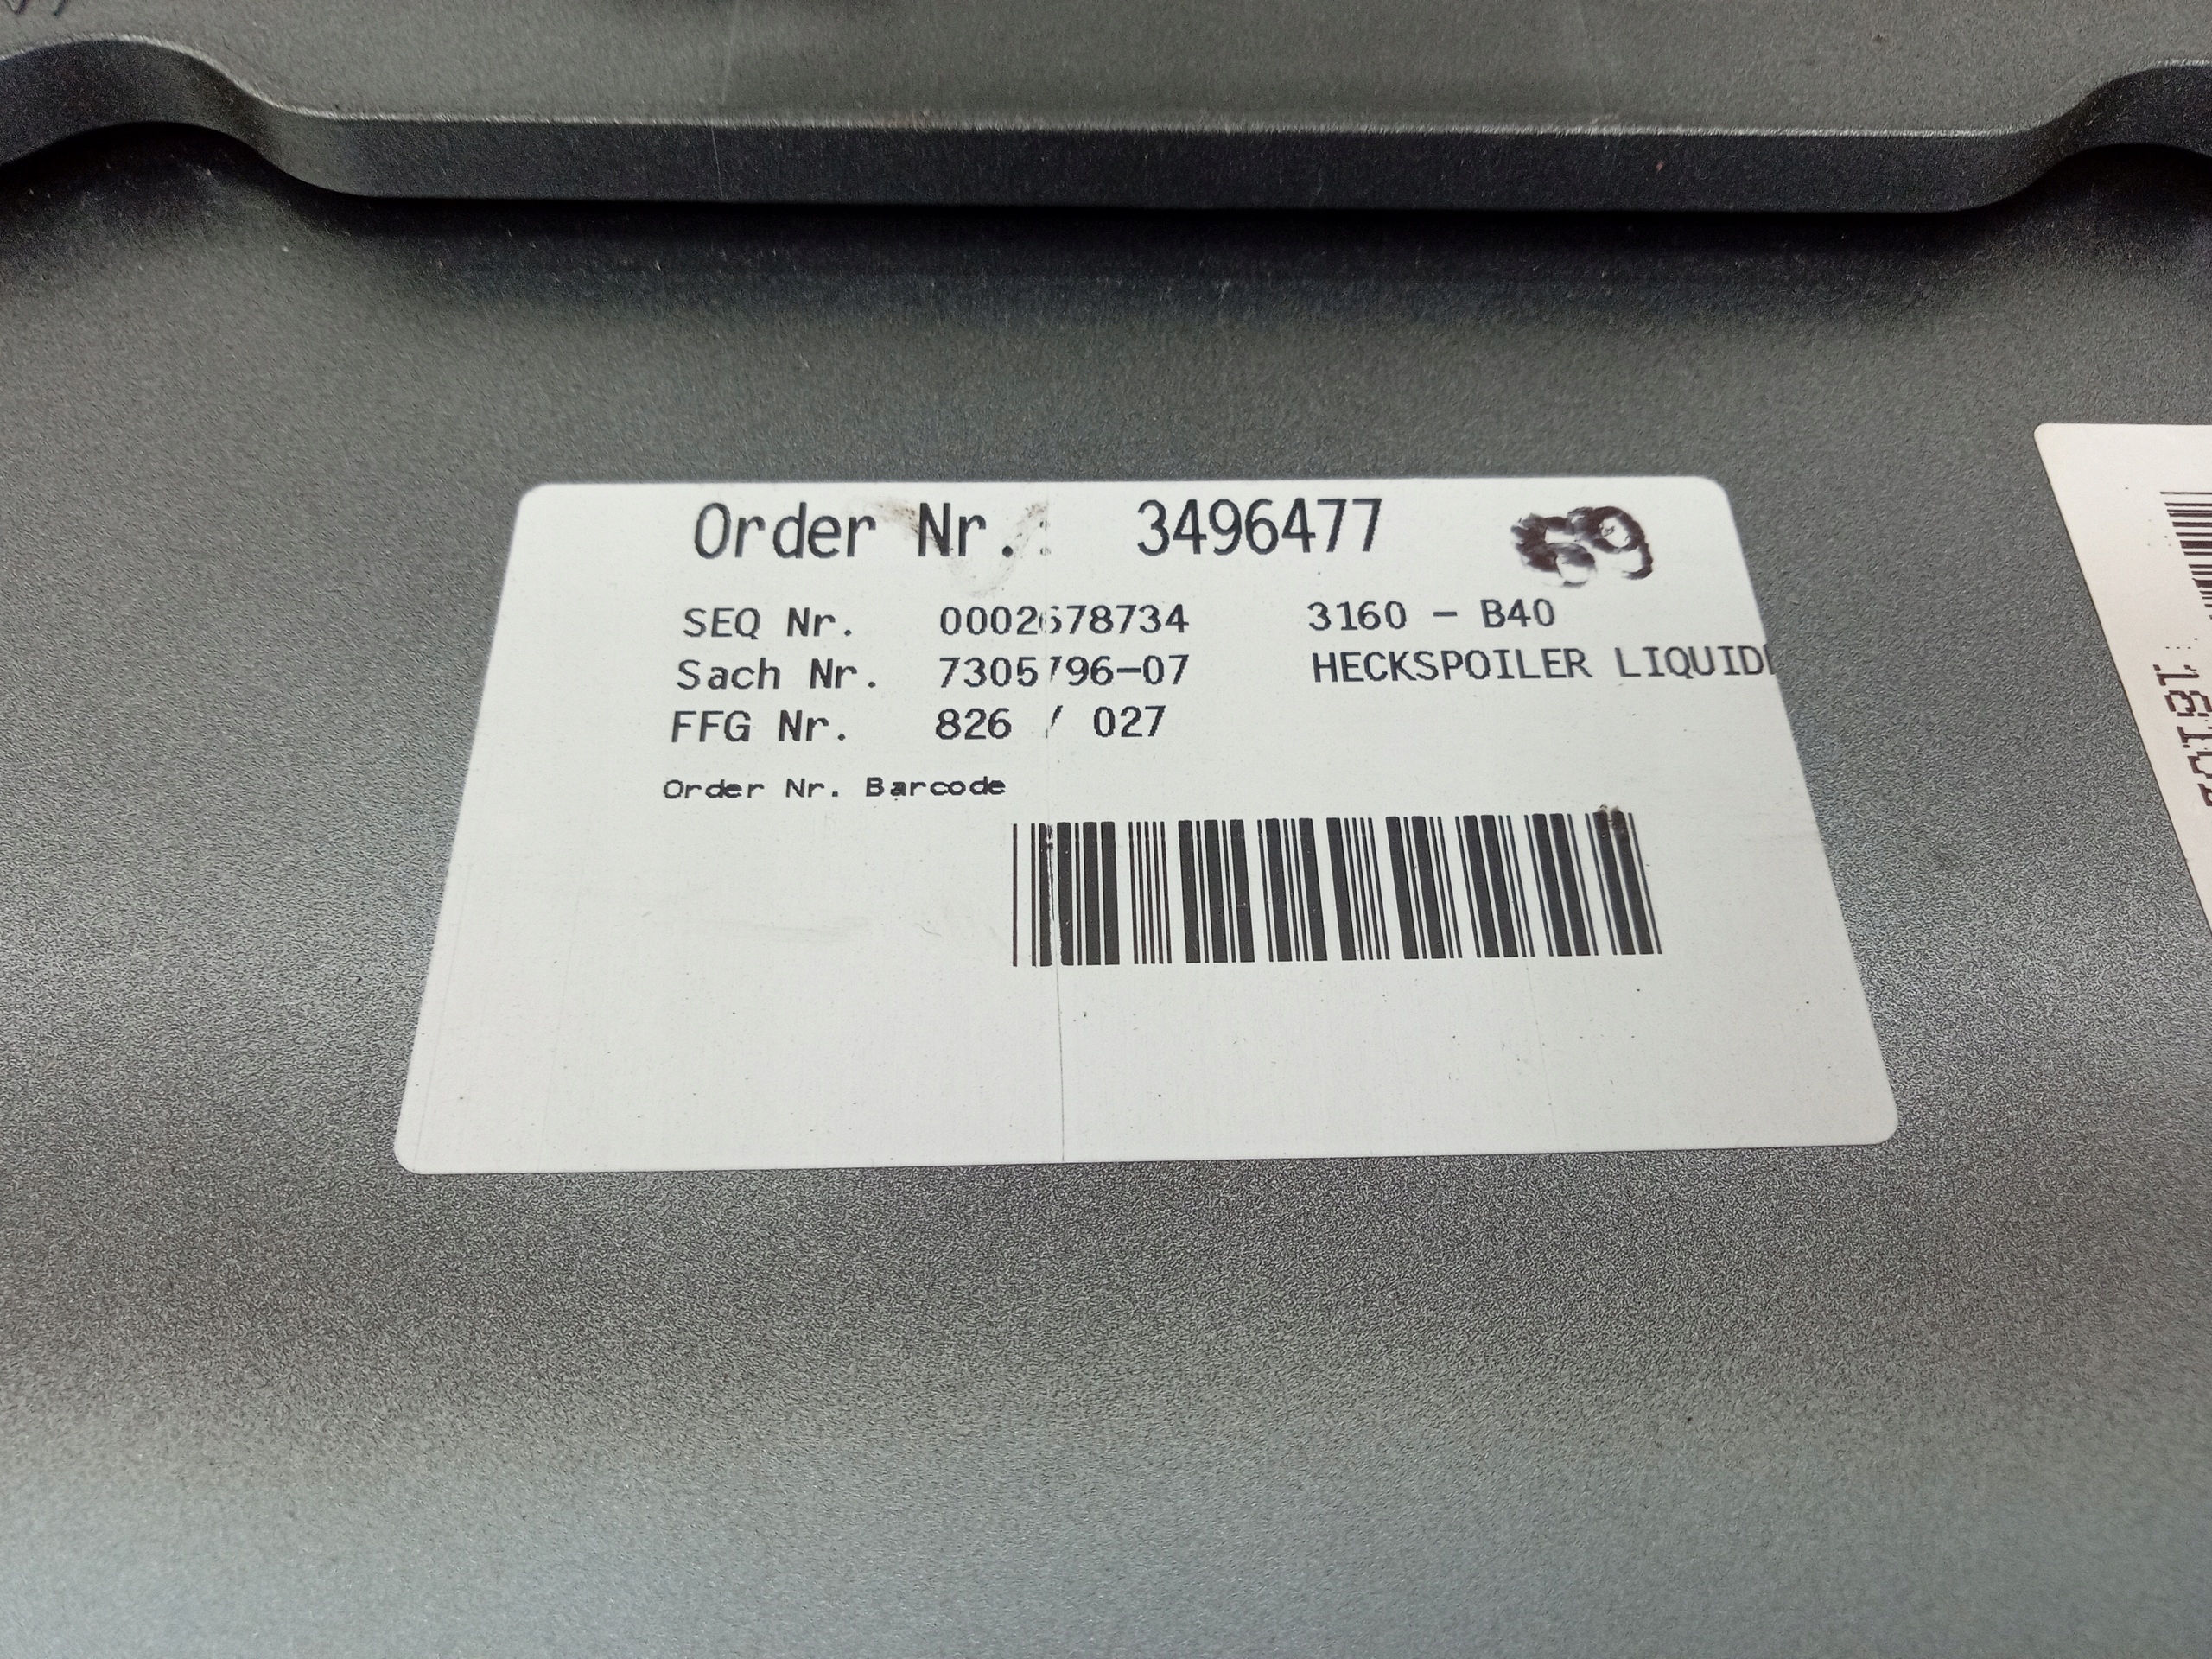 Order Nr.: 3496477 69
SEQ Nr. 0002678734 3160 - B40
Sach Nr. 7305796-07 HECKSPOILER LIQUID
FFG Nr. 826 / 027
Order Nr. Barcode